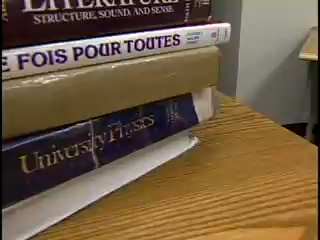 LITERATURE
STRUCTURE, SOUND, AND SENSE
E FOIS POUR TOUTES
University Physics